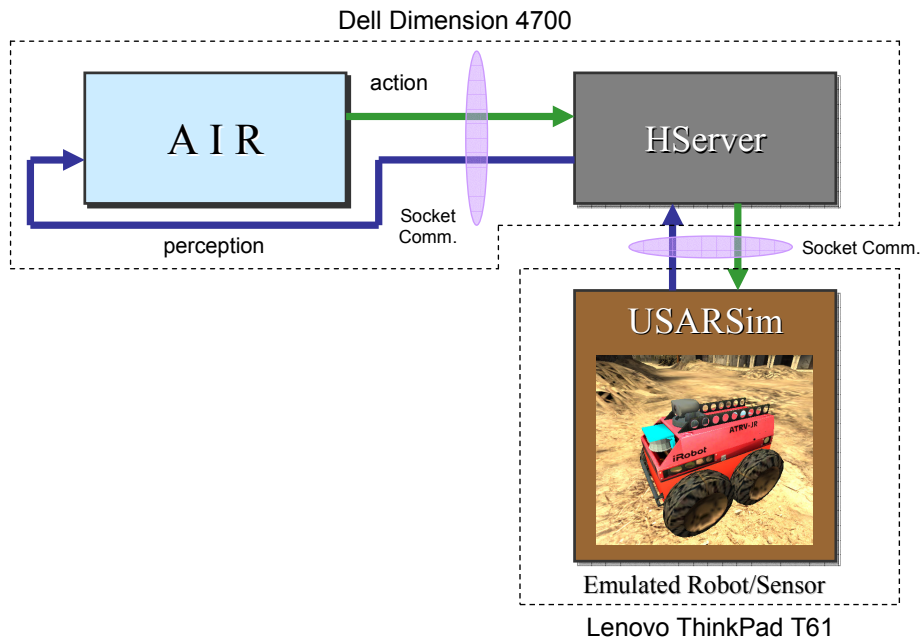 Dell Dimension 4700
action
A I R
HServer
Socket
Comm.
perception
Socket Comm.
USARSim
ATRV-JR
iRobot
Emulated Robot/Sensor
Lenovo ThinkPad T61